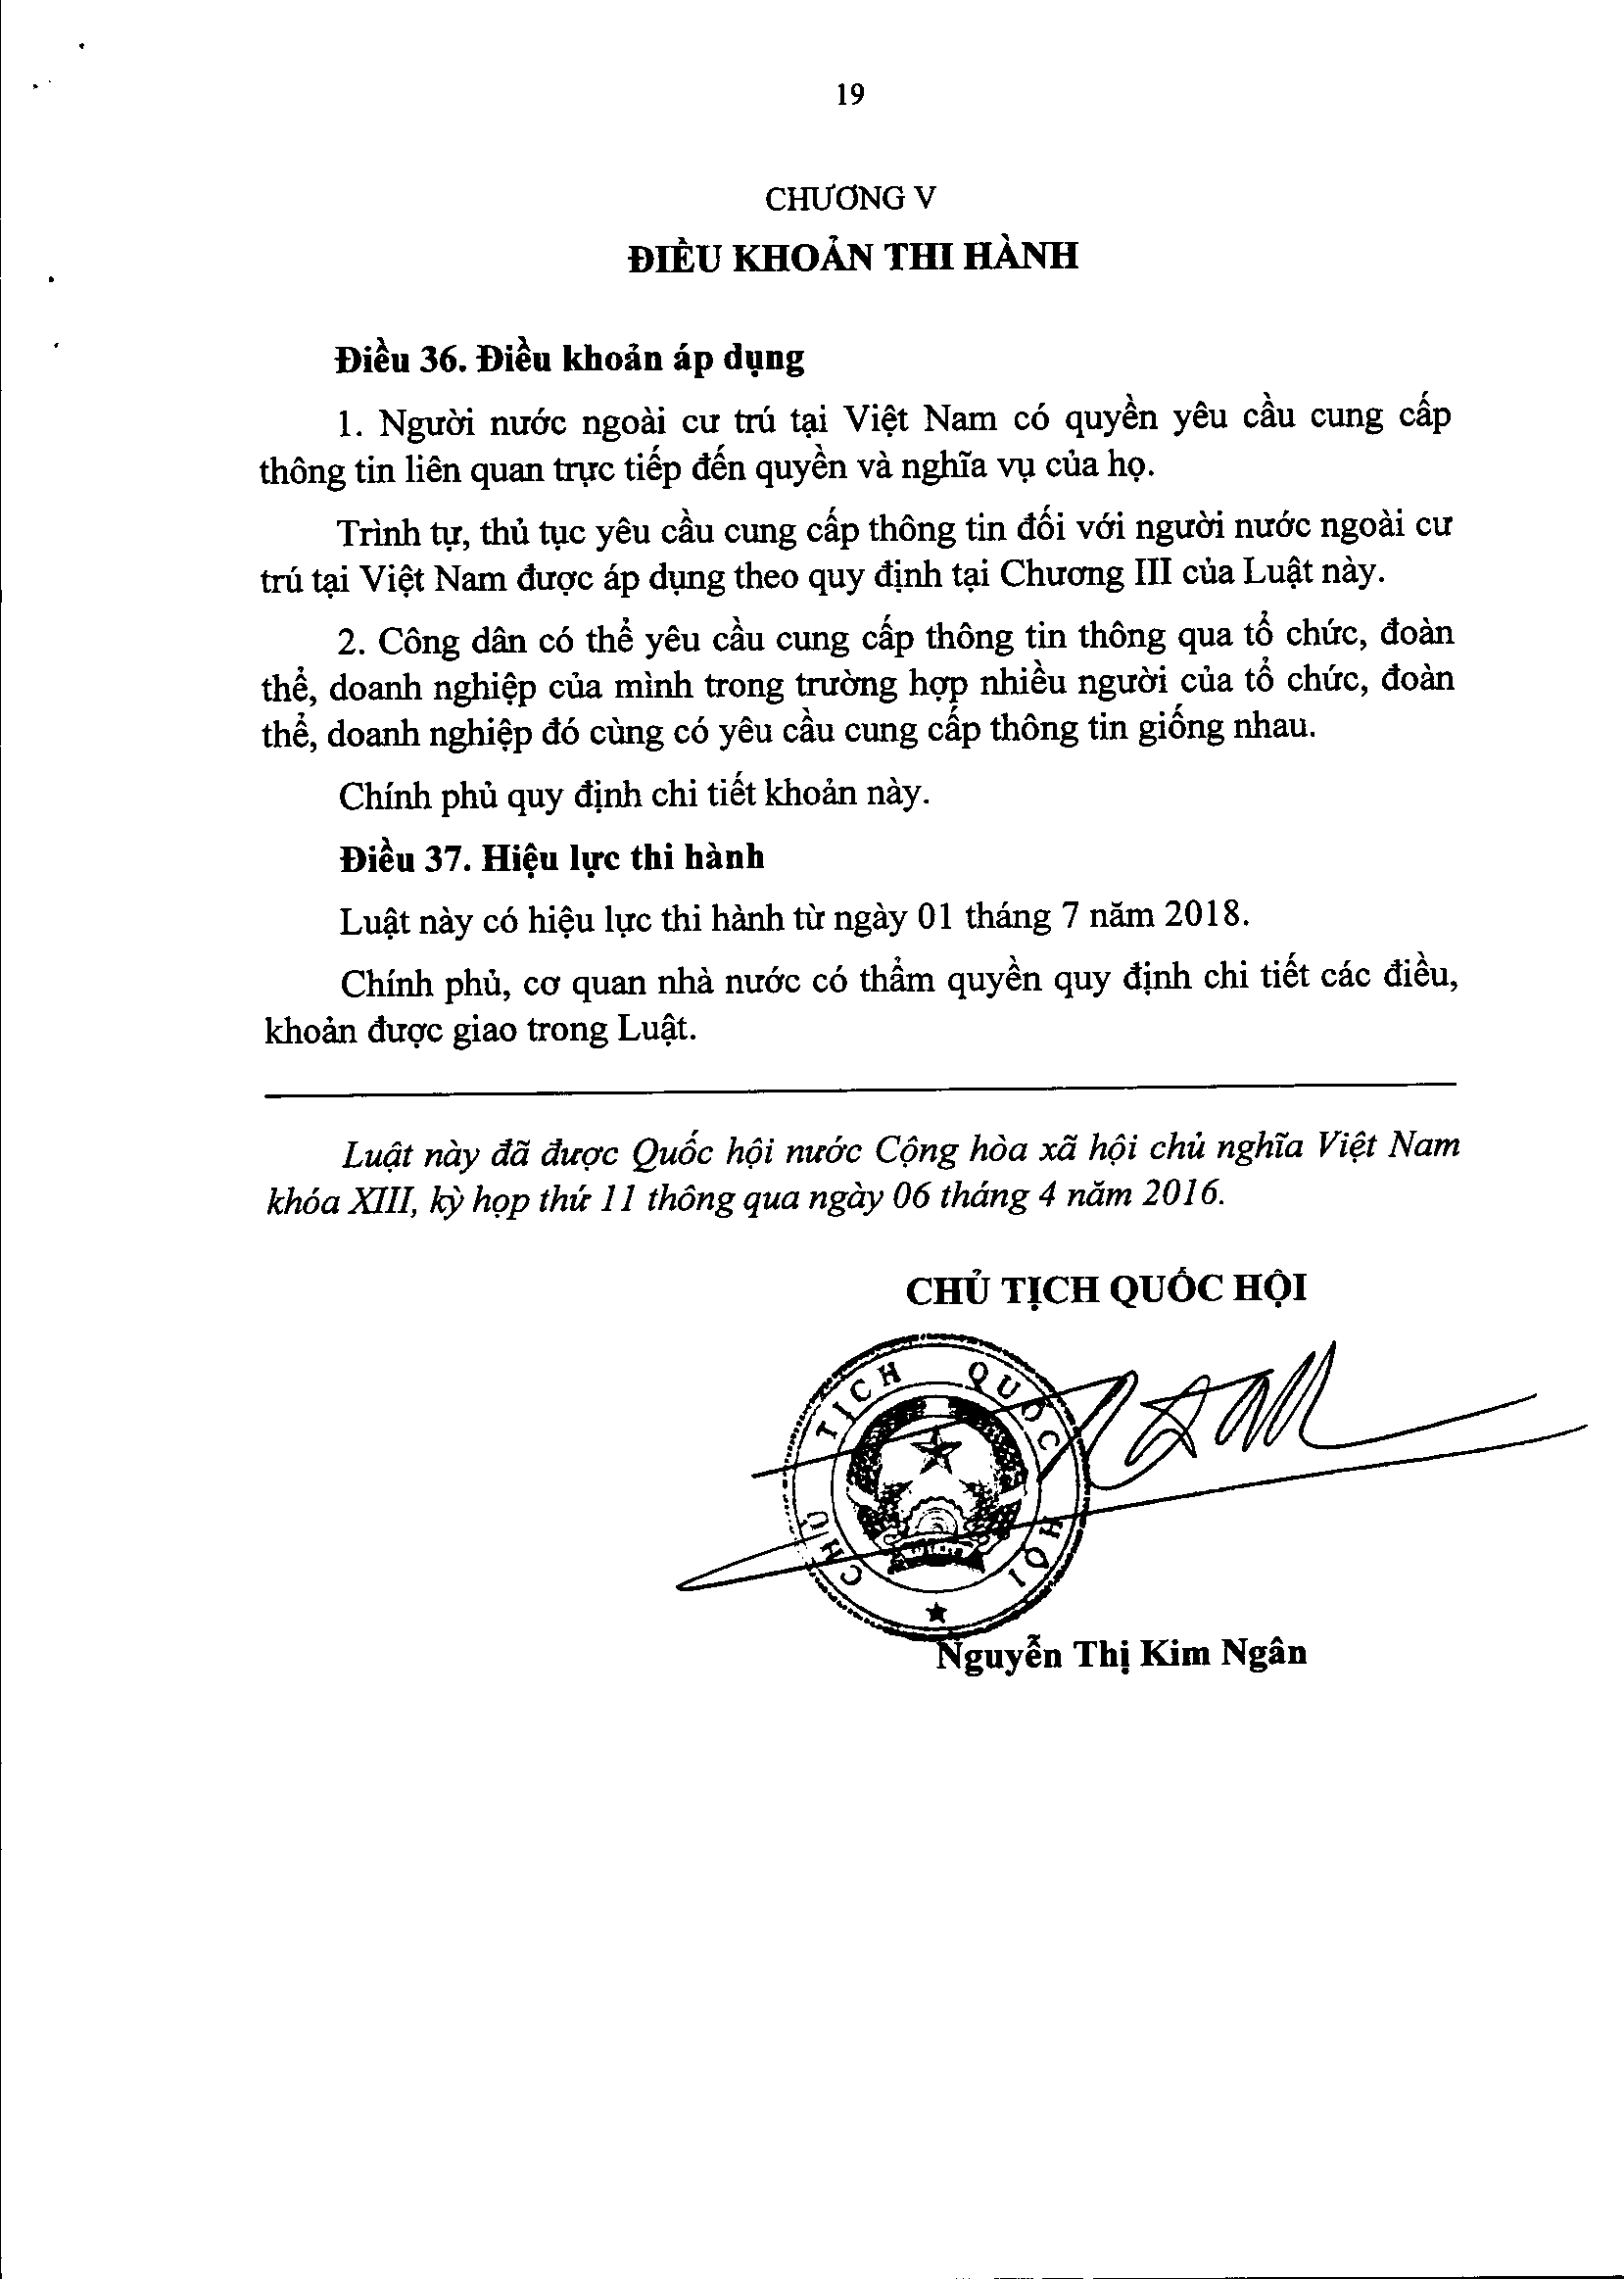 19
CHƯƠNG V
ĐIỀU KHOẢN THI HÀNH
Điều 36. Điều khoản áp dụng
1. Người nước ngoài cư trú tại Việt Nam có quyền yêu cầu cung cấp
thông tin liên quan trực tiếp đến quyền và nghĩa vụ của họ.
Trình tự, thủ tục yêu cầu cung cấp thông tin đối với người nước ngoài cư
trú tại Việt Nam được áp dụng theo quy định tại Chương III của Luật này.
2. Công dân có thể yêu cầu cung cấp thông tin thông qua tổ chức, đoàn
thể, doanh nghiệp của mình trong trường hợp nhiều người của tổ chức, đoàn
thể, doanh nghiệp đó cùng có yêu cầu cung cấp thông tin giống nhau.
Chính phủ quy định chi tiết khoản này.
Điều 37. Hiệu lực thi hành
Luật này có hiệu lực thi hành từ ngày 01 tháng 7 năm 2018.
Chính phủ, cơ quan nhà nước có thẩm quyền quy định chi tiết các điều,
khoản được giao trong Luật.
Luật này đã được Quốc hội nước Cộng hòa xã hội chủ nghĩa Việt Nam
khóa XIII, kỳ họp thứ 11 thông qua ngày 06 tháng 4 năm 2016.
CHỦ TỊCH QUỐC HỘI
CHỦ TỊCH QUỐC HỘI
Nguyễn Thị Kim Ngân